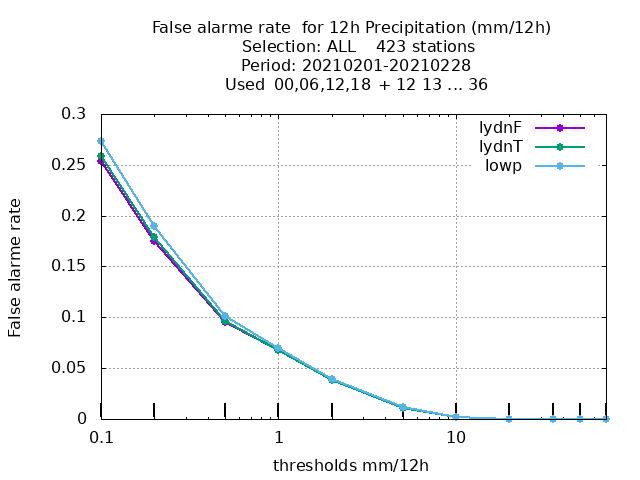 False alarme rate  for 12h Precipitation (mm/12h)
Selection: ALL    423 stations
Period: 20210201-20210228
Used  00,06,12,18  + 12 13 ... 36
lydnF
lydnT
lowp
0.3
0.25
0.2
0.15
0.1
0.05
0
False alarme rate
0.1
1
10
thresholds mm/12h